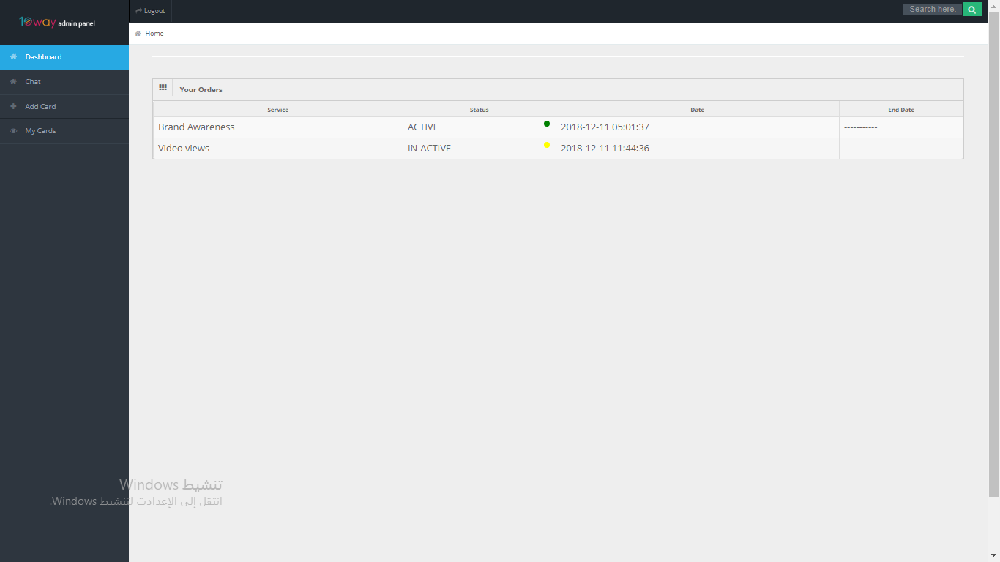 10way admin panel
Logout
Search here.
Home
Dashboard
Chat
Add Card
My Cards
Your Orders
Service Status Date End Date
Brand Awareness ACTIVE 2018-12-11 05:01:37 -----------
Video views IN-ACTIVE 2018-12-11 11:44:36 -----------
تنشيط Windows
انتقل إلى الإعدادت لتنشيط Windows.